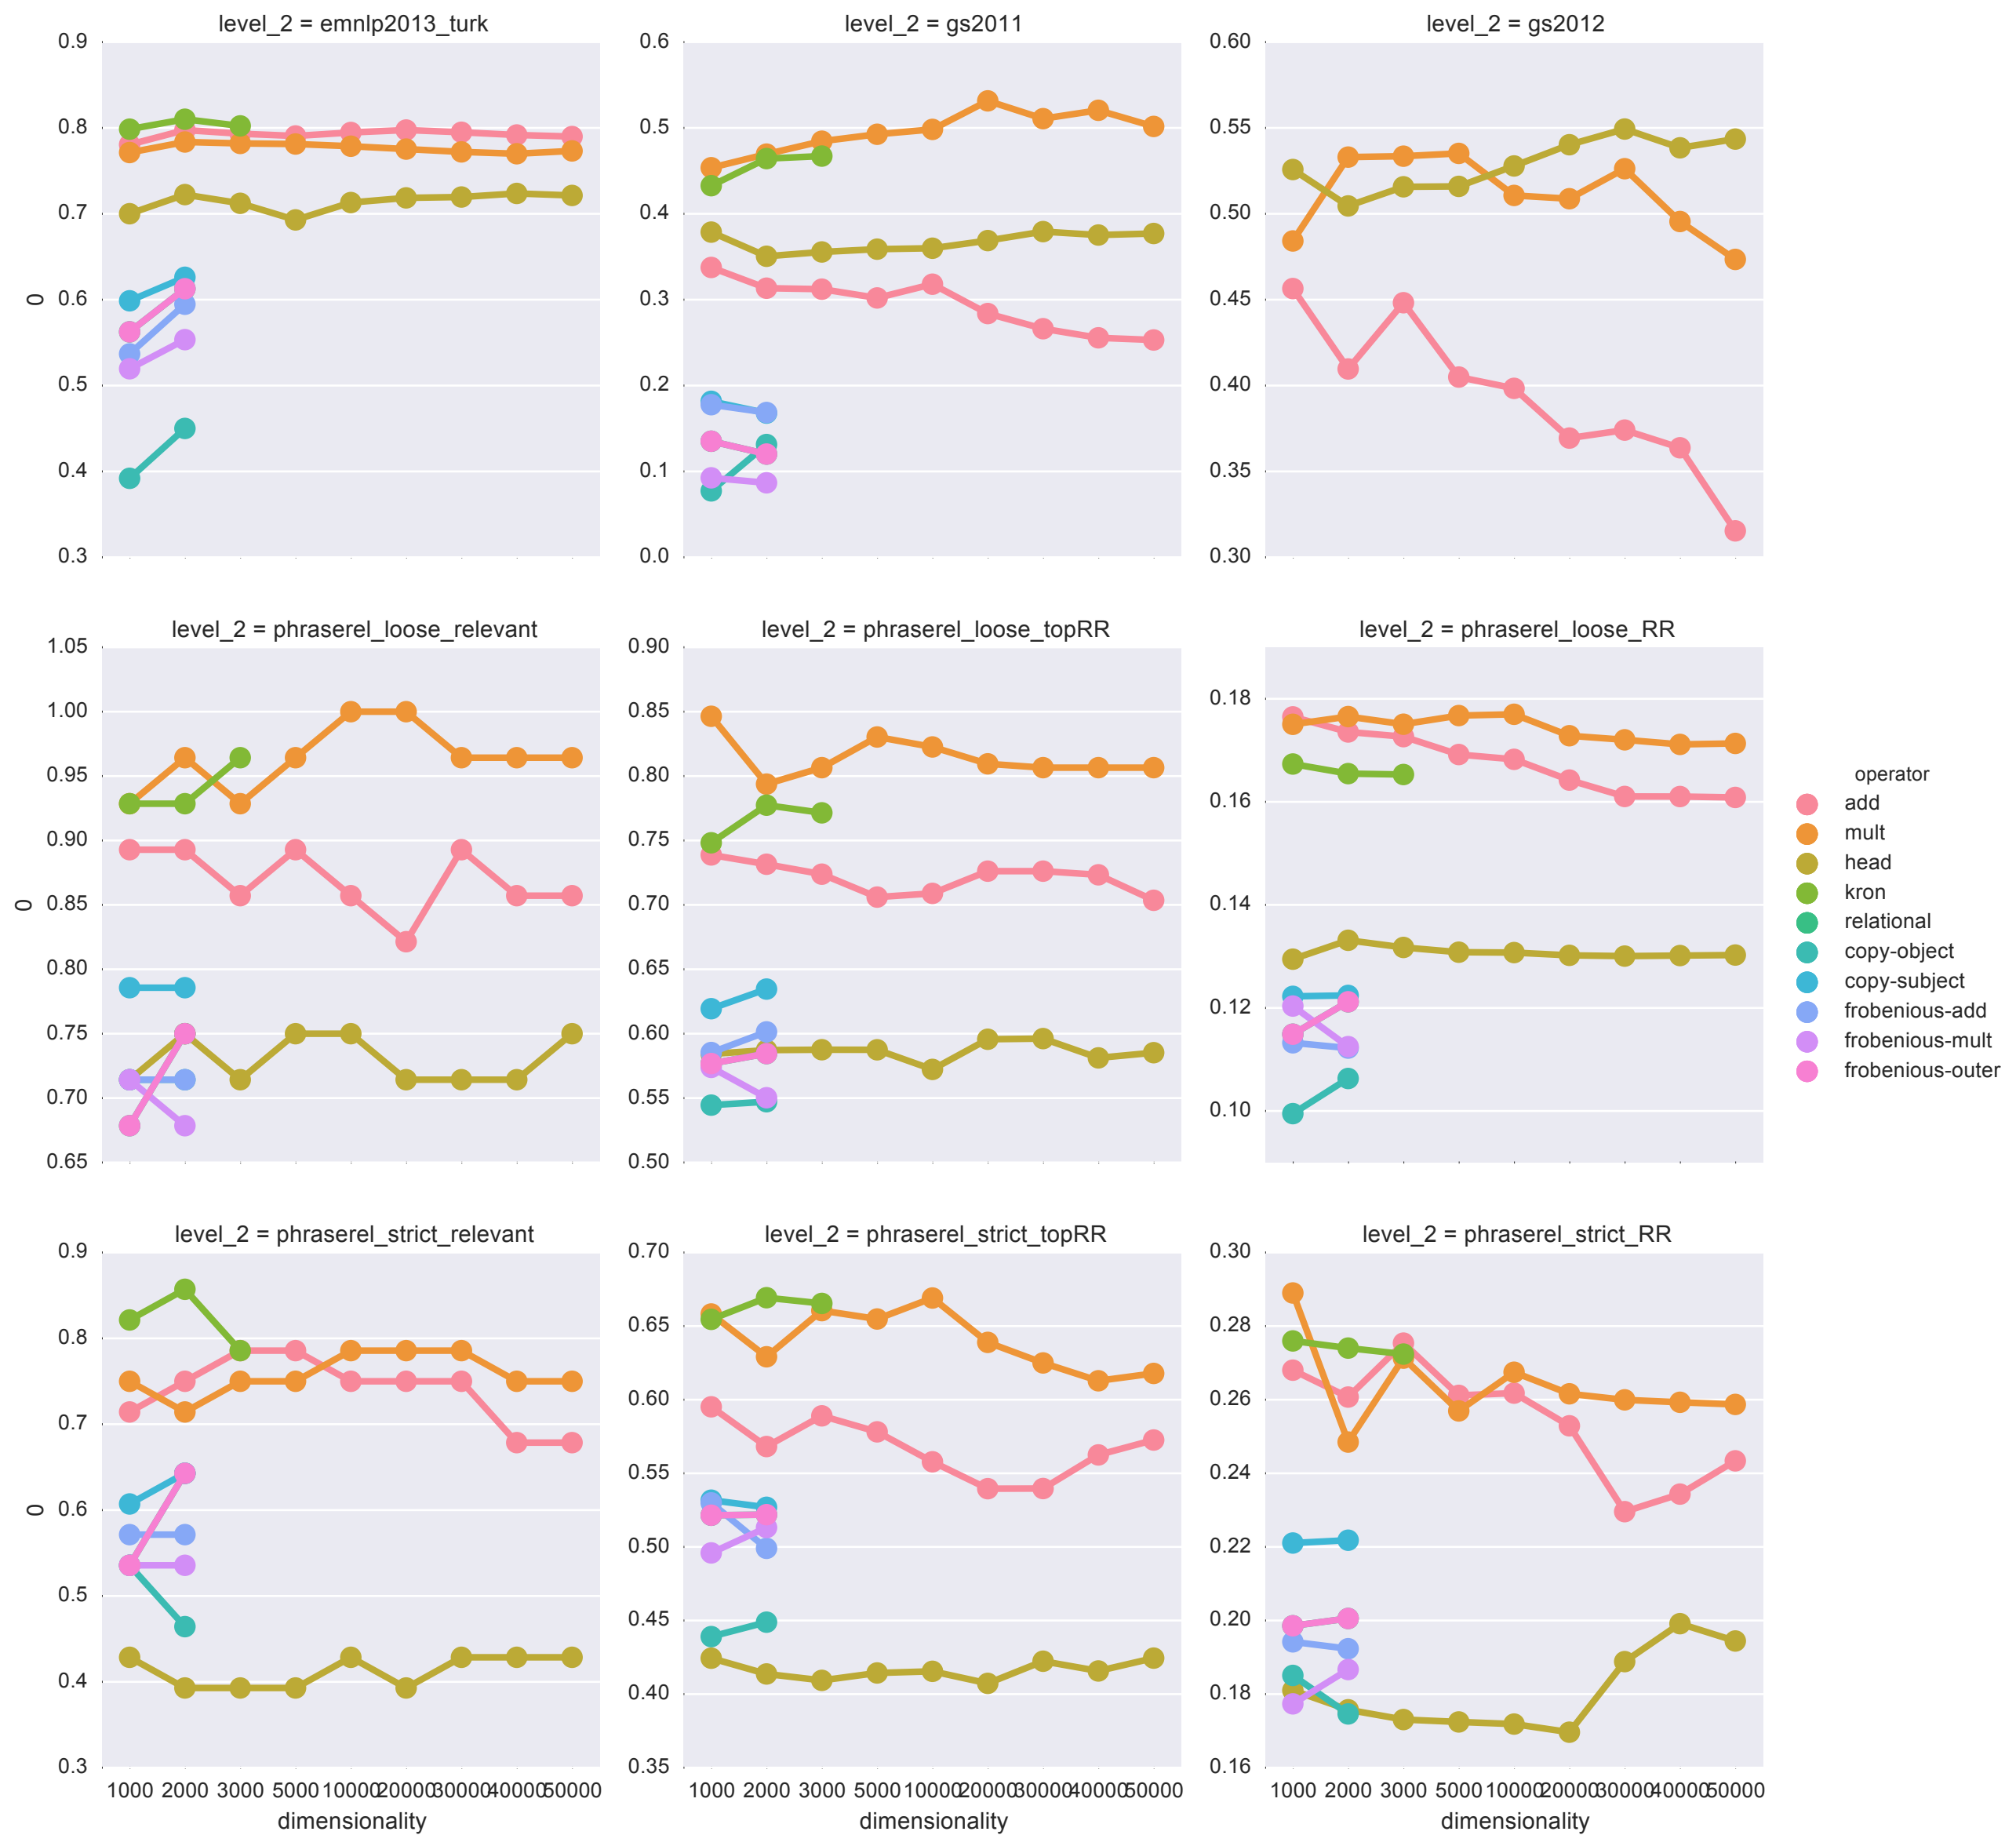 level_2 = emnlp2013_turk
0.9
0.8
0.7
0.6
0.5
0.4
0.3
0
level_2 = gs2011
0.6
0.5
0.4
0.3
0.2
0.1
0.0
level_2 = gs2012
0.60
0.55
0.50
0.45
0.40
0.35
0.30
level_2 = phraserel_loose_relevant
1.05
1.00
0.95
0.90
0.85
0.80
0.75
0.70
0.65
0
level_2 = phraserel_loose_topRR
0.90
0.85
0.80
0.75
0.70
0.65
0.60
0.55
0.50
level_2 = phraserel_loose_RR
0.18
0.16
0.14
0.12
0.10
operator
add
mult
head
kron
relational
copy-object
copy-subject
frobenious-add
frobenious-mult
frobenious-outer
level_2 = phraserel_strict_relevant
0.9
0.8
0.7
0.6
0.5
0.4
0.3
0
1000 2000 3000 5000 10000 20000 30000 40000 50000
dimensionality
level_2 = phraserel_strict_topRR
0.70
0.65
0.60
0.55
0.50
0.45
0.40
0.35
1000 2000 3000 5000 10000 20000 30000 40000 50000
dimensionality
level_2 = phraserel_strict_RR
0.30
0.28
0.26
0.24
0.22
0.20
0.18
0.16
1000 2000 3000 5000 10000 20000 30000 40000 50000
dimensionality